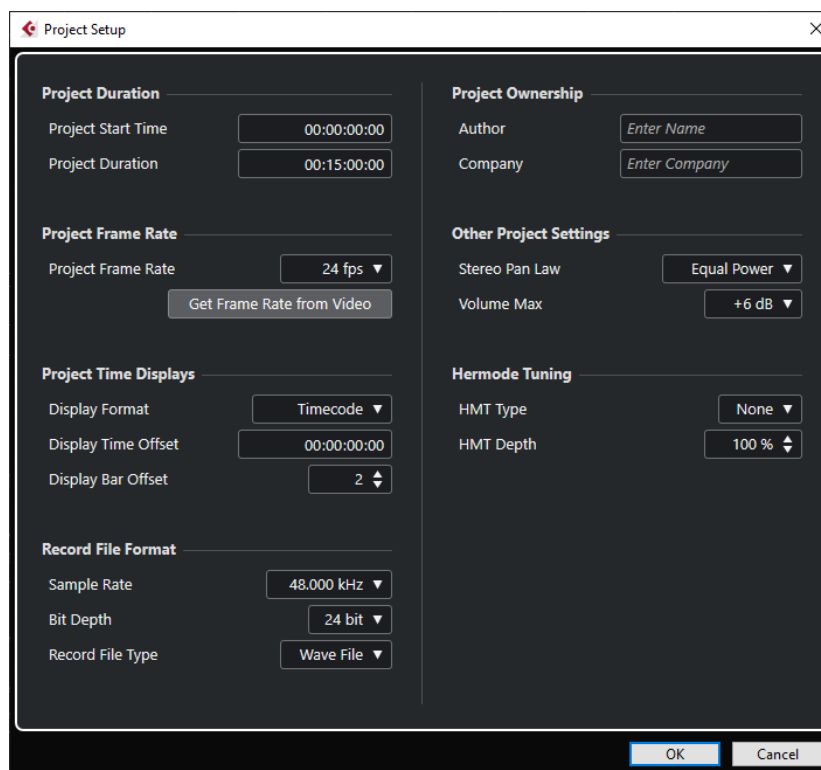 Project Setup
Project Duration
Project Start Time 00:00:00:00
Project Duration 00:15:00:00
Project Frame Rate
Project Frame Rate 24 fps
Get Frame Rate from Video
Project Time Displays
Display Format Timecode
Display Time Offset 00:00:00:00
Display Bar Offset 2
Record File Format
Sample Rate 48.000 kHz
Bit Depth 24 bit
Record File Type Wave File
Project Ownership
Author Enter Name
Company Enter Company
Other Project Settings
Stereo Pan Law Equal Power
Volume Max +6 dB
Hermode Tuning
HMT Type None
HMT Depth 100 %
OK Cancel